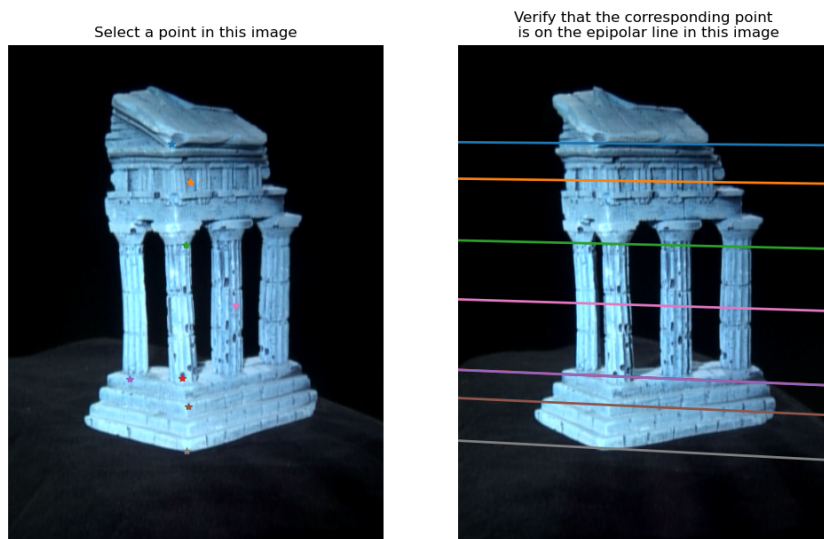 Select a point in this image
Verify that the corresponding point
is on the epipolar line in this image